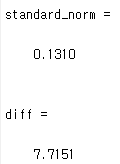 standard_norm =
0.1310
diff =
7.7151